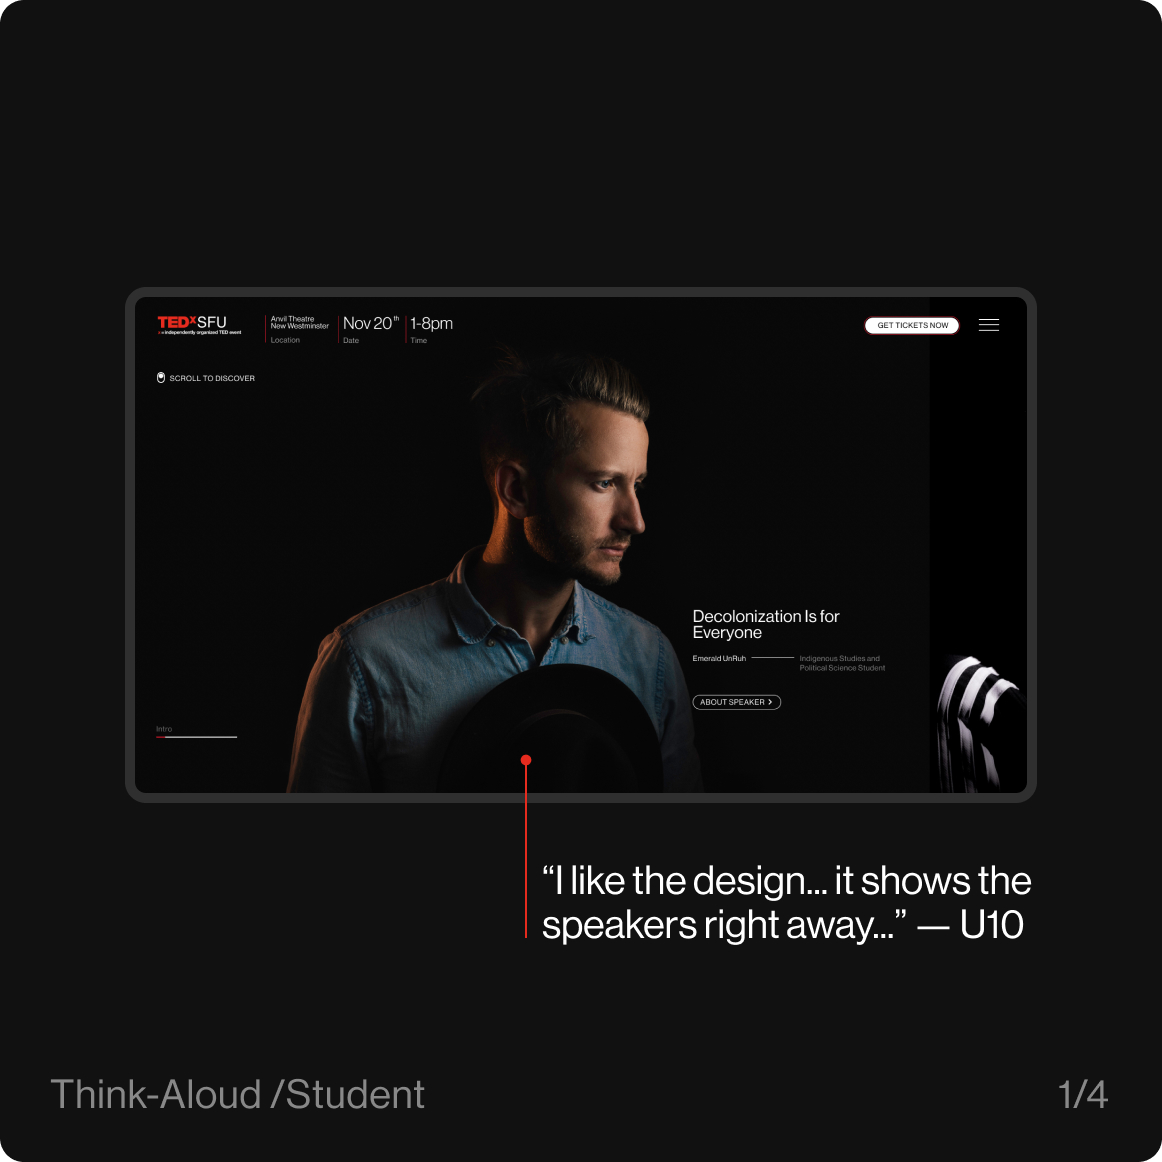 TEDxSFU
x = independently organized TED event
Anvil Theatre
New Westminster
Location
Nov 20th
Date
1-8pm
Time
GET TICKETS NOW
SCROLL TO DISCOVER
Decolonization Is for
Everyone
Emerald UnRuh
Indigenous Studies and
Political Science Student
ABOUT SPEAKER
Intro
“I like the design... it shows the
speakers right away...” — U10
Think-Aloud /Student
1/4